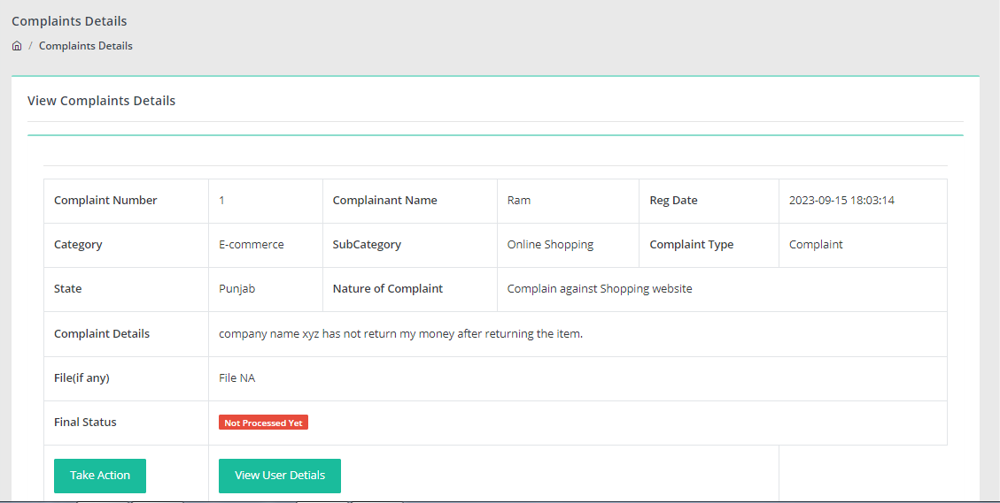 Complaints Details
/ Complaints Details
View Complaints Details
Complaint Number 1 Complainant Name Ram Reg Date 2023-09-15 18:03:14
Category E-commerce SubCategory Online Shopping Complaint Type Complaint
State Punjab Nature of Complaint Complain against Shopping website
Complaint Details company name xyz has not return my money after returning the item.
File(if any) File NA
Final Status Not Processed Yet
Take Action View User Detials